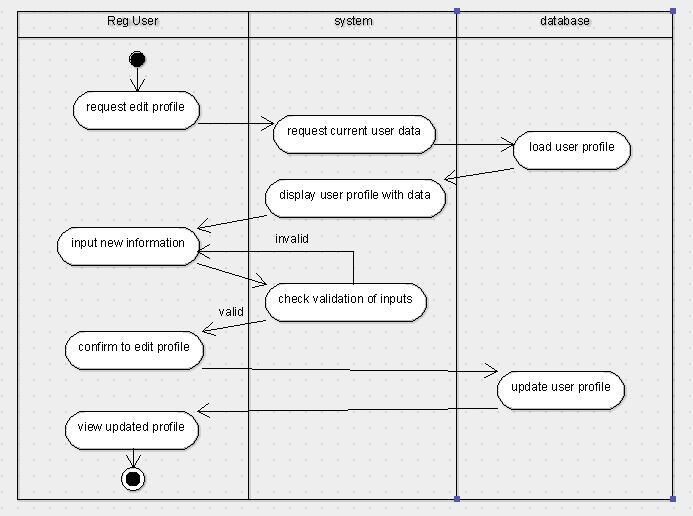 Reg User
system
database
request edit profile
request current user data
load user profile
display user profile with data
input new information
invalid
check validation of inputs
valid
confirm to edit profile
update user profile
view updated profile